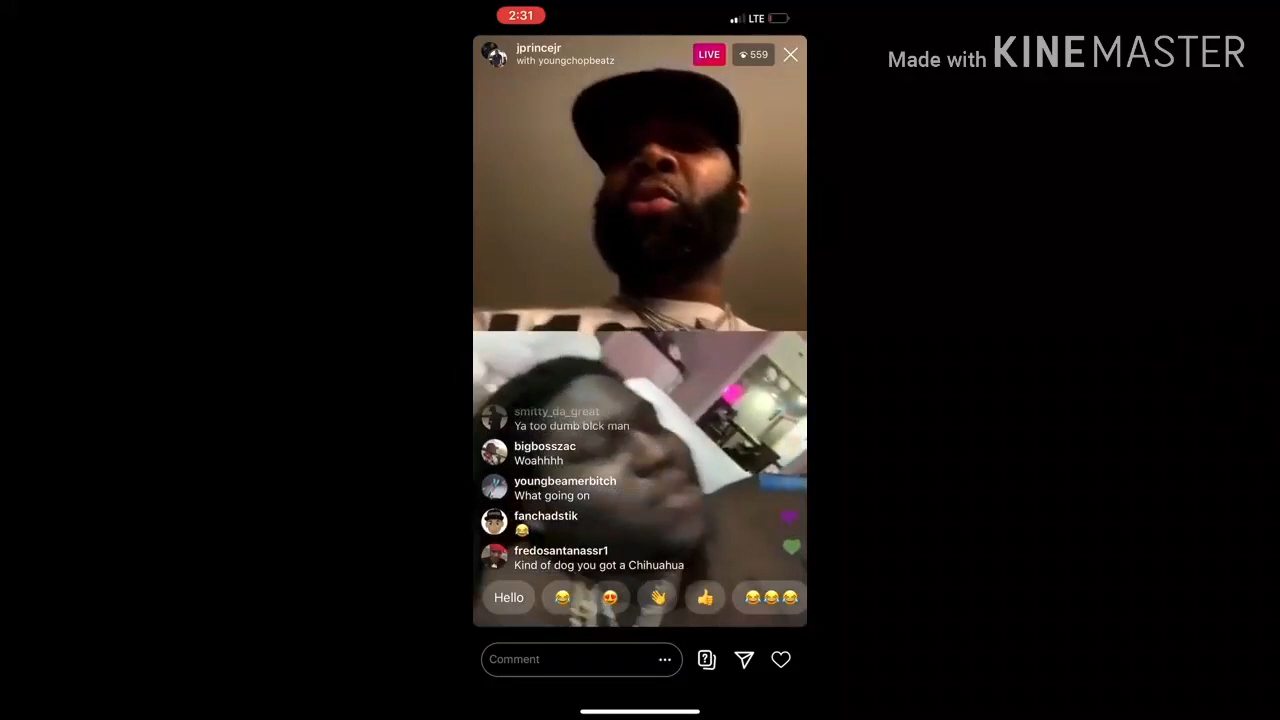 2:31
LTE
Made with KINEMASTER
jprincejr
with youngchopbeatz
LIVE
559
smitty_da_great
Ya too dumb blck man
bigbosszac
Woahhhh
youngbeamerbitch
What going on
fanchadstik
😂
fredosantanassr1
Kind of dog you got a Chihuahua
Hello 😂 😍 👋 👍 😂😂😂
Comment